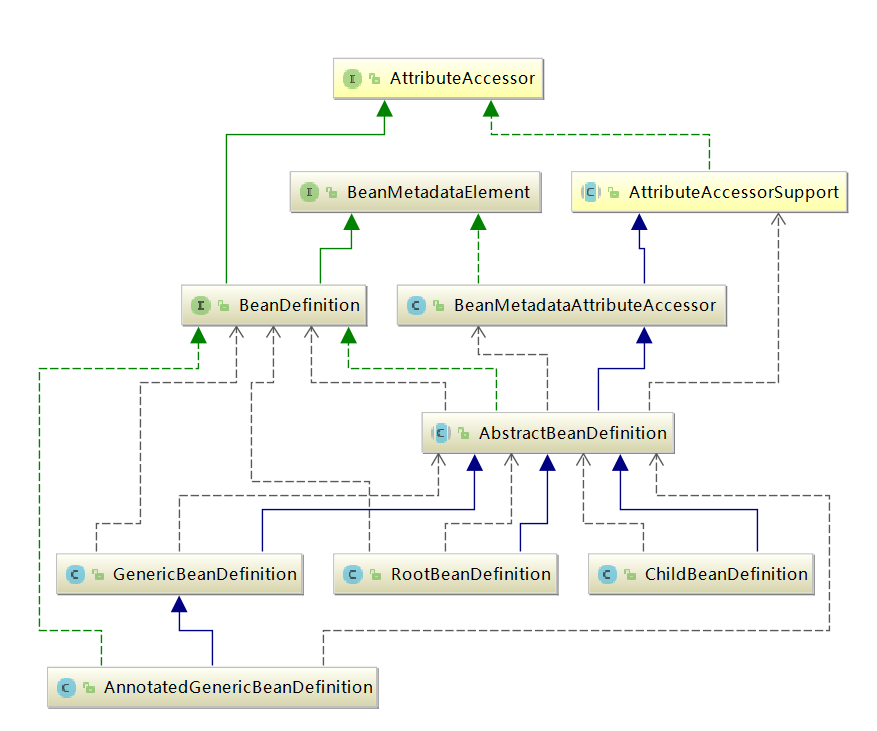 I AttributeAccessor
I BeanMetadataElement
C AttributeAccessorSupport
I BeanDefinition
C BeanMetadataAttributeAccessor
C AbstractBeanDefinition
C GenericBeanDefinition
C RootBeanDefinition
C ChildBeanDefinition
C AnnotatedGenericBeanDefinition